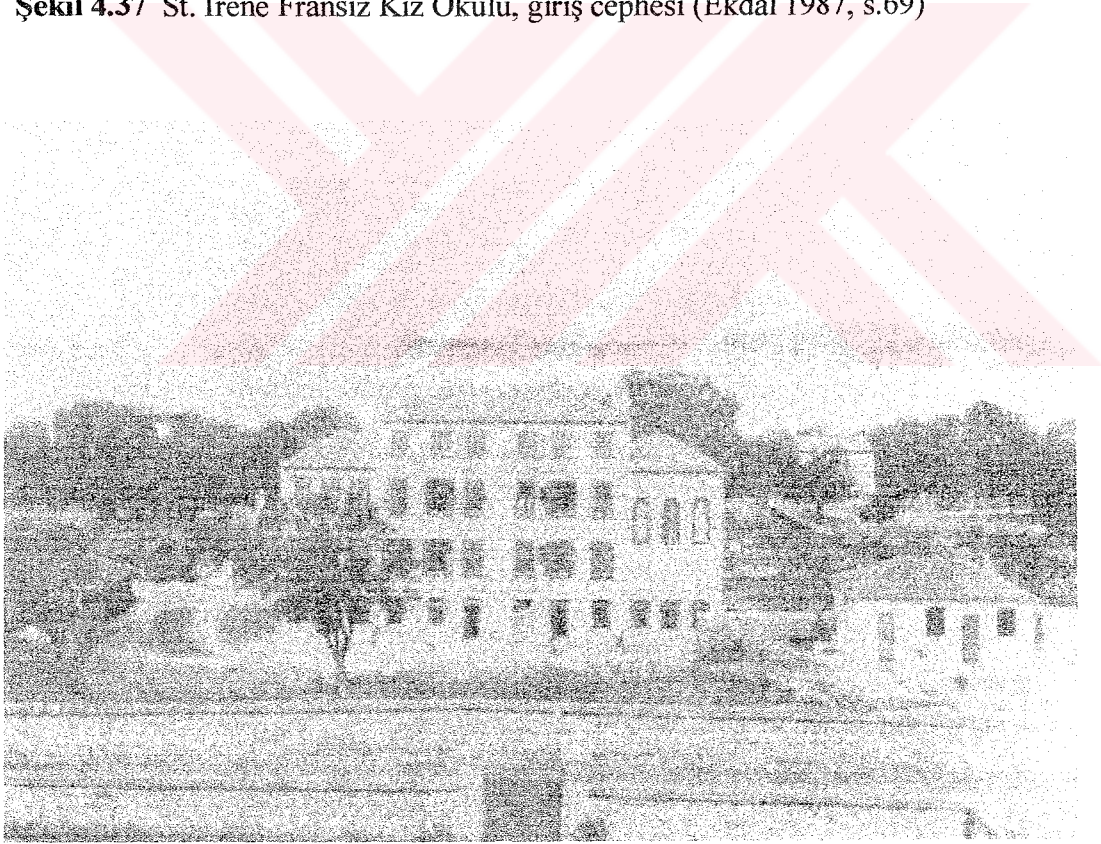 Şekil 4.37 St. Irene Fransız Kız Okulu, giriş cephesi (Ekdal 1987, s.69)